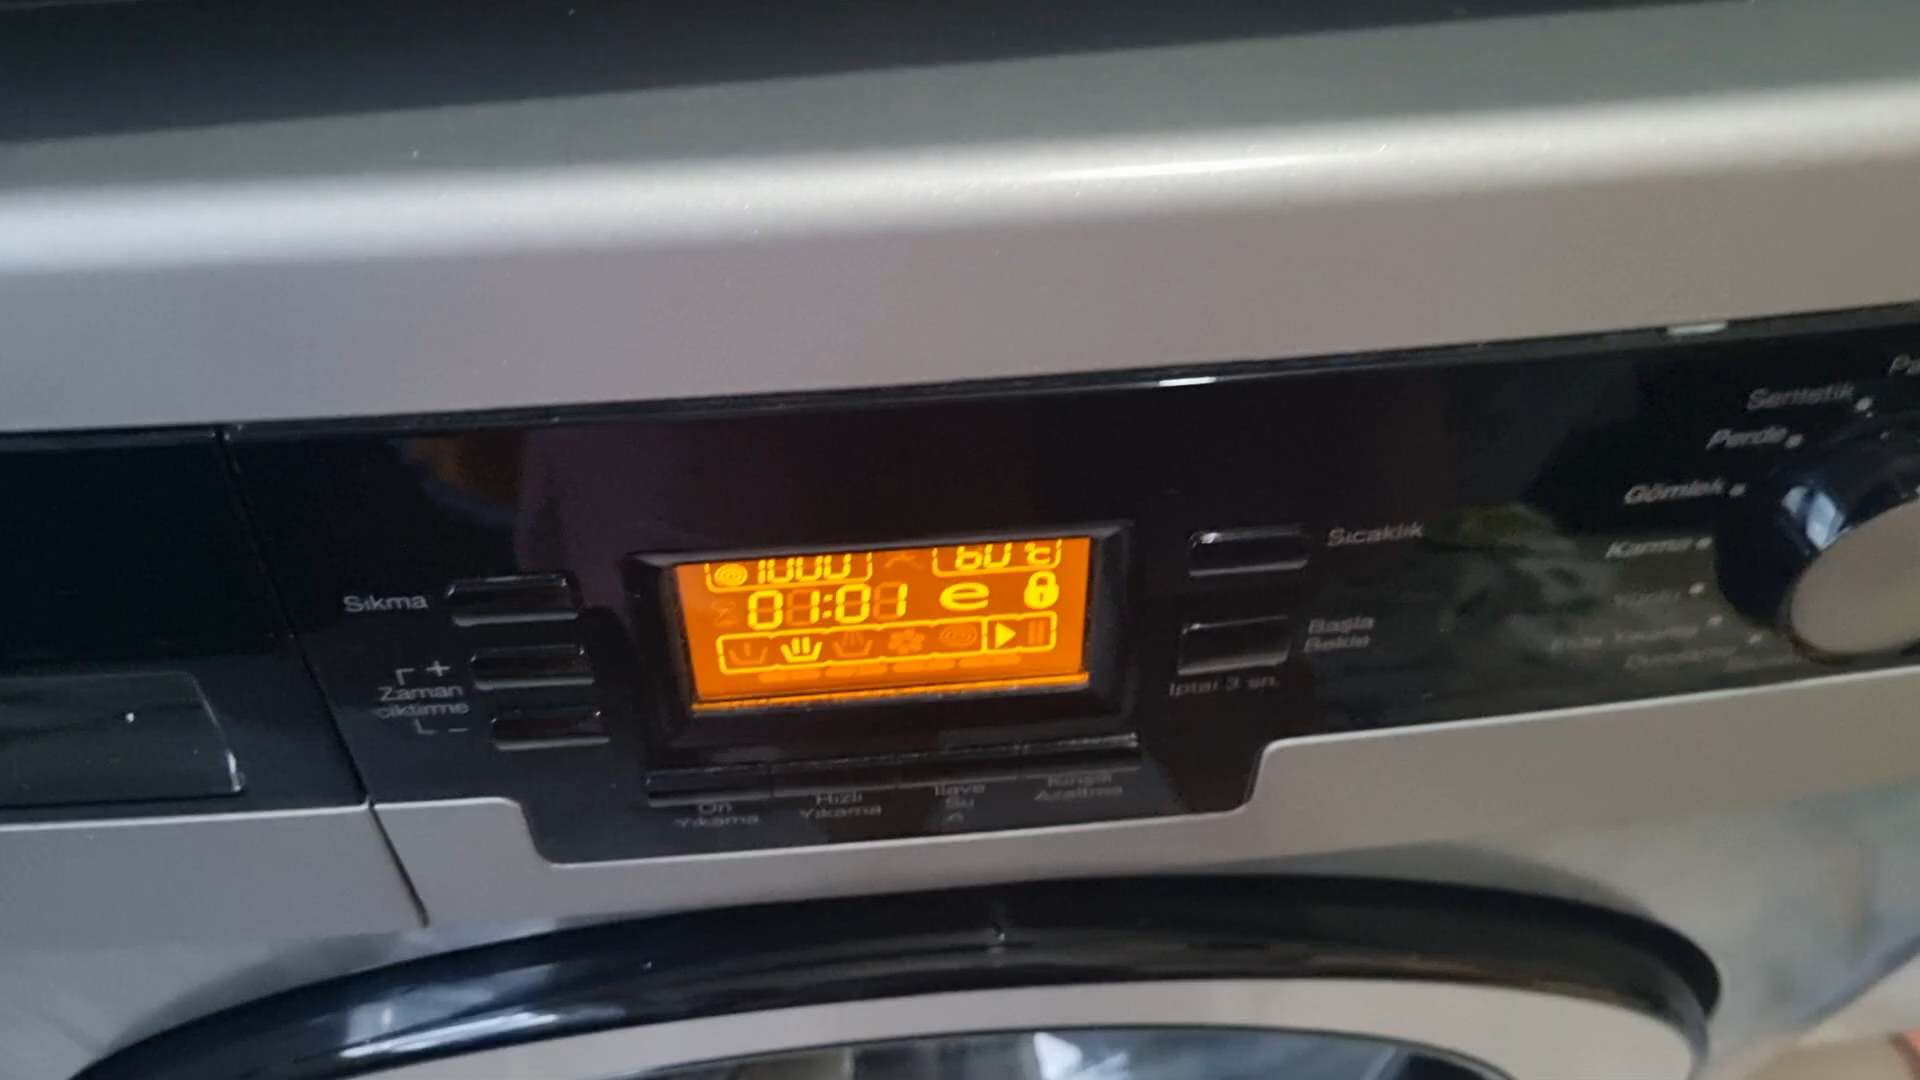 Sentetik
Perde
Gömlek
Karma
Sıcaklık
1000
60°C
01:01 e
Sıkma
Başla
Bekle
+
Zaman
-
İptal 3 sn.
Ön
Yıkama
Hızlı
Yıkama
İlave
Su
Azaltma